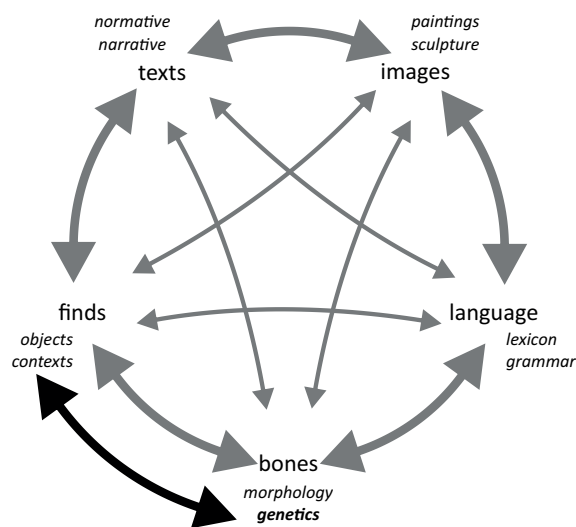 normative
narrative
texts
paintings
sculpture
images
finds
objects
contexts
language
lexicon
grammar
bones
morphology
genetics